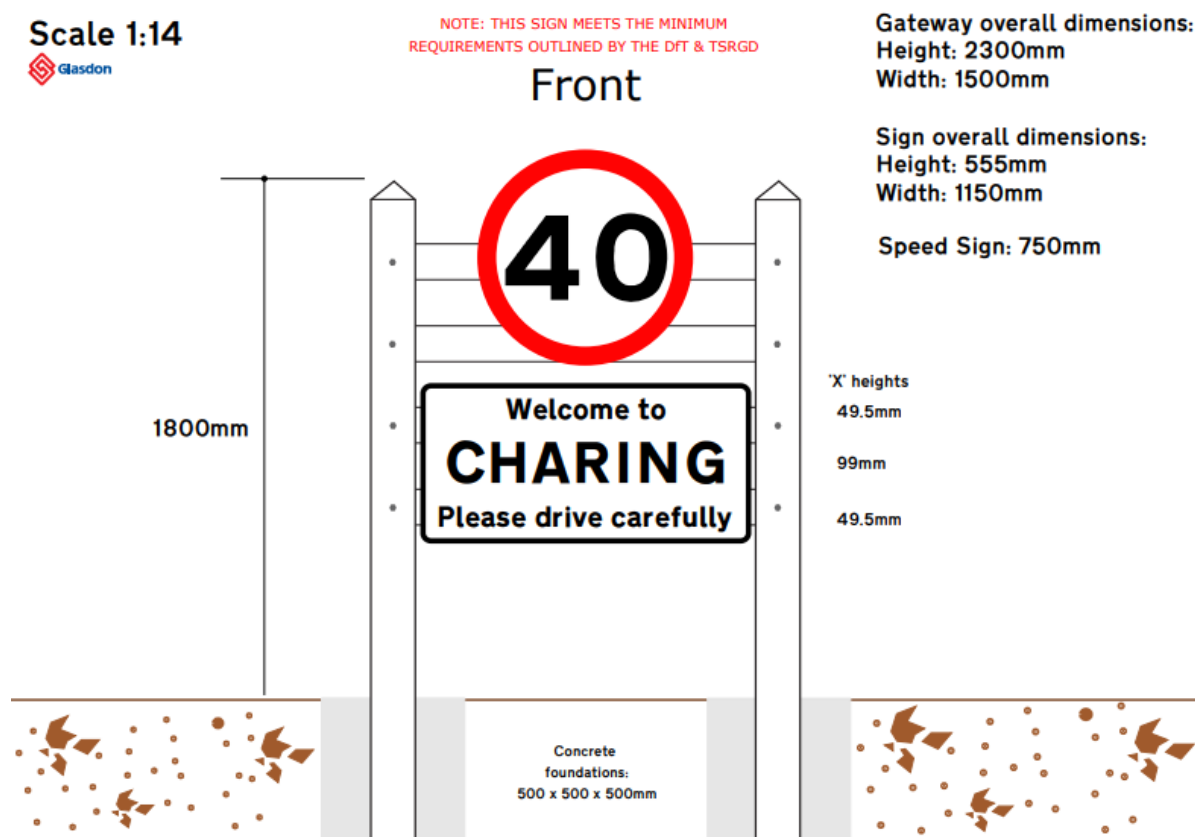 Scale 1:14
Glasdon
NOTE: THIS SIGN MEETS THE MINIMUM
REQUIREMENTS OUTLINED BY THE DfT & TSRGD
Front
Gateway overall dimensions:
Height: 2300mm
Width: 1500mm
Sign overall dimensions:
Height: 555mm
Width: 1150mm
Speed Sign: 750mm
40
1800mm
Welcome to
CHARING
Please drive carefully
'X' heights
49.5mm
99mm
49.5mm
Concrete
foundations:
500 x 500 x 500mm